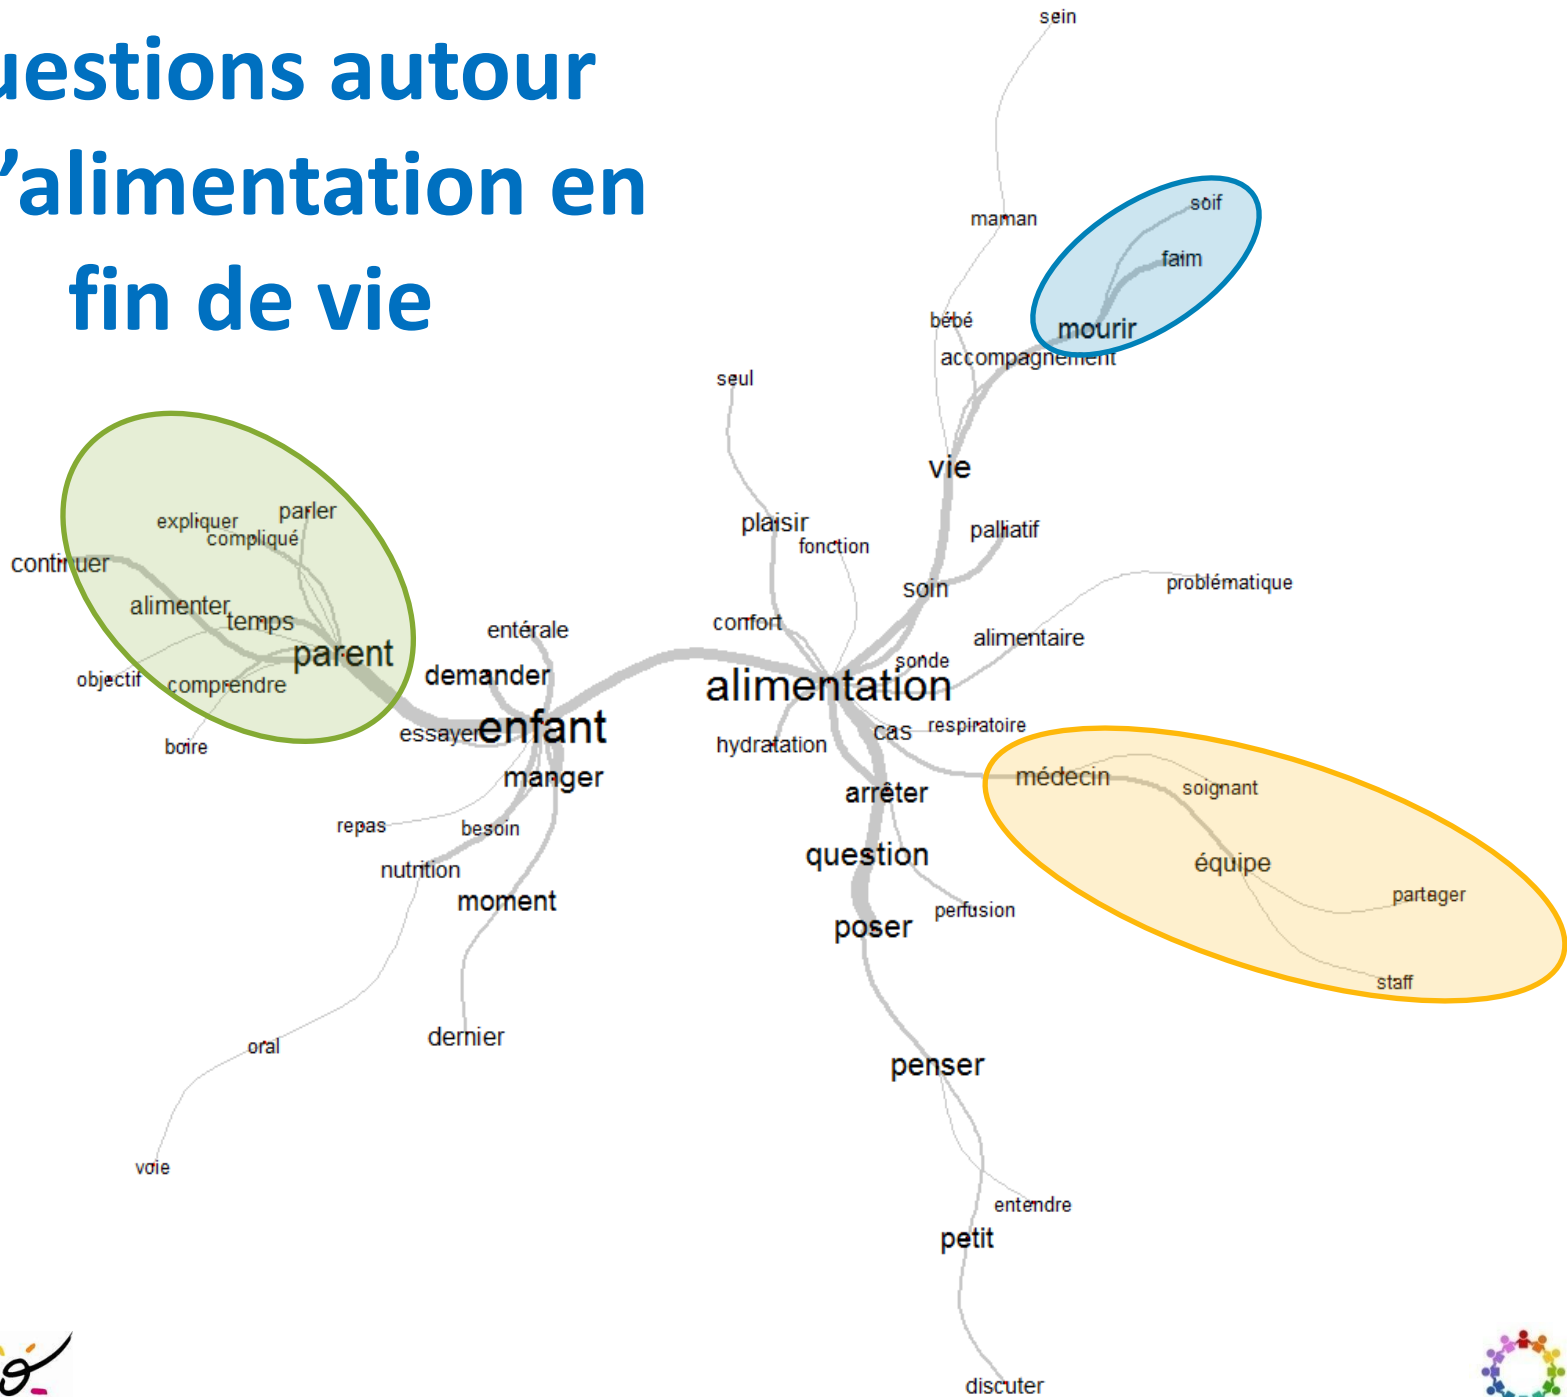 uestions autour
'alimentation en
fin de vie
sein
soif
maman
faim
bébé
mourir
accompagnement
seul
vie
expliquer
parler
compliqué
plaisir
palliatif
fonction
continuer
problématique
soin
alimenter
temps
confort
entérale
alimentaire
parent
sonde
demander
objectif
comprendre
alimentation
essayer
enfant
cas
respiratoire
boire
hydratation
manger
médecin
soignant
arrêter
repas
besoin
question
équipe
nutrition
partager
moment
perfusion
poser
staff
dernier
oral
penser
voie
entendre
petit
discuter